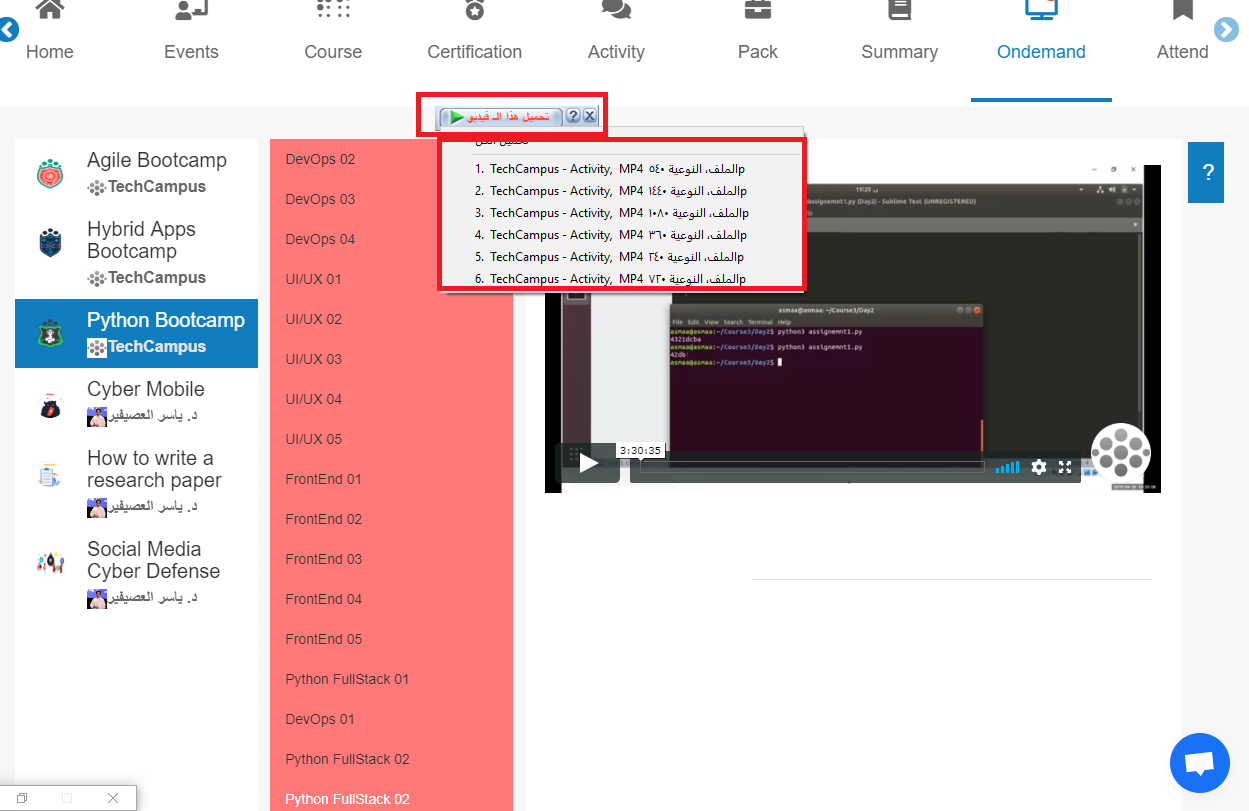 Home
Events
Course
Certification
Activity
Pack
Summary
Ondemand
Attend
تحميل هذا الـ فيديو
?
X
1. TechCampus - Activity, MP4 الملف، النوعية ٥٤٠p
2. TechCampus - Activity, MP4 الملف، النوعية ١٤٤٠p
3. TechCampus - Activity, MP4 الملف، النوعية ١٠٨٠p
4. TechCampus - Activity, MP4 الملف، النوعية ٣٦٠p
5. TechCampus - Activity, MP4 الملف، النوعية ٢٤٠p
6. TechCampus - Activity, MP4 الملف، النوعية ٧٢٠p
Agile Bootcamp
TechCampus
Hybrid Apps
Bootcamp
TechCampus
Python Bootcamp
TechCampus
Cyber Mobile
د. ياسر العصيفير
How to write a
research paper
د. ياسر العصيفير
Social Media
Cyber Defense
د. ياسر العصيفير
DevOps 02
DevOps 03
DevOps 04
UI/UX 01
UI/UX 02
UI/UX 03
UI/UX 04
UI/UX 05
FrontEnd 01
FrontEnd 02
FrontEnd 03
FrontEnd 04
FrontEnd 05
Python FullStack 01
DevOps 01
Python FullStack 02
Python FullStack 02
?
19:20
assignemnt1.py (Day2) - Sublime Text (UNREGISTERED)
asmaa@asmaa: ~/Course3/Day2
File Edit View Search Terminal Help
asmaa@asmaa:~/Course3/Day2$ python3 assignemnt1.py
4321dcba
asmaa@asmaa:~/Course3/Day2$ python3 assignemnt1.py
42db
asmaa@asmaa:~/Course3/Day2$
3:30:35